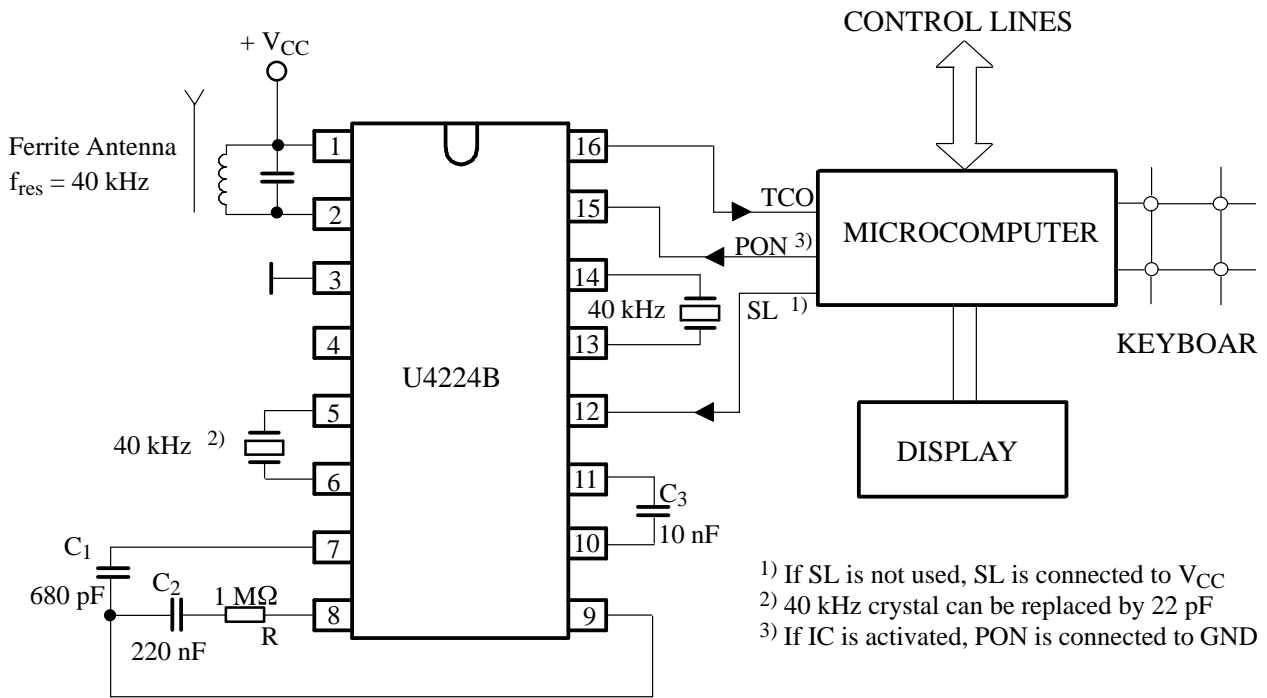 CONTROL LINES
+ VCC
Ferrite Antenna
fres = 40 kHz
1
2
3
4
5
6
7
8
16
15
14
13
12
11
10
9
U4224B
TCO
PON 3)
SL 1)
40 kHz
MICROCOMPUTER
KEYBOAR
DISPLAY
40 kHz 2)
C3
10 nF
C1
680 pF
C2
220 nF
1 MΩ
R
1) If SL is not used, SL is connected to VCC
2) 40 kHz crystal can be replaced by 22 pF
3) If IC is activated, PON is connected to GND